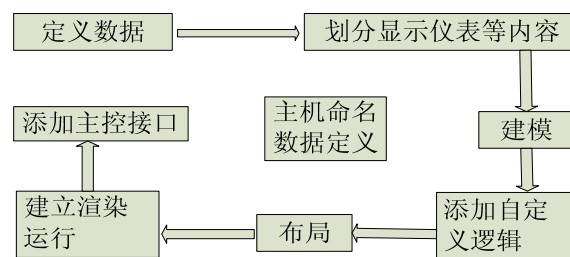 定义数据
划分显示仪表等内容
添加主控接口
主机命名
数据定义
建模
建立渲染
运行
布局
添加自定
义逻辑